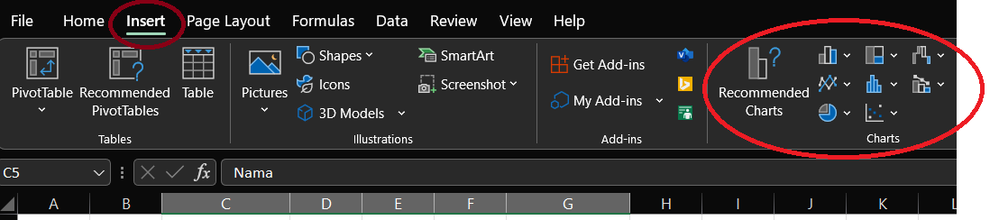 File Home Insert Page Layout Formulas Data Review View Help
PivotTable
Recommended
PivotTables
Table
Tables
Pictures
Shapes
Icons
3D Models
SmartArt
Screenshot
Illustrations
Get Add-ins
My Add-ins
Add-ins
Recommended
Charts
Charts
C5 fx Nama
A B C D E F G H I J K L